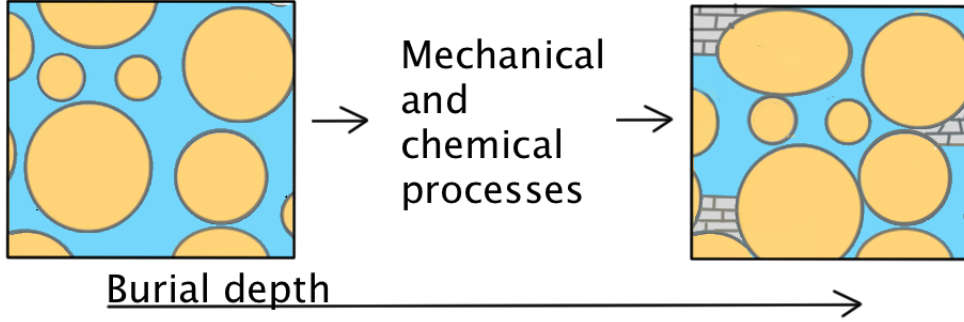 Mechanical
and
chemical
processes
Burial depth